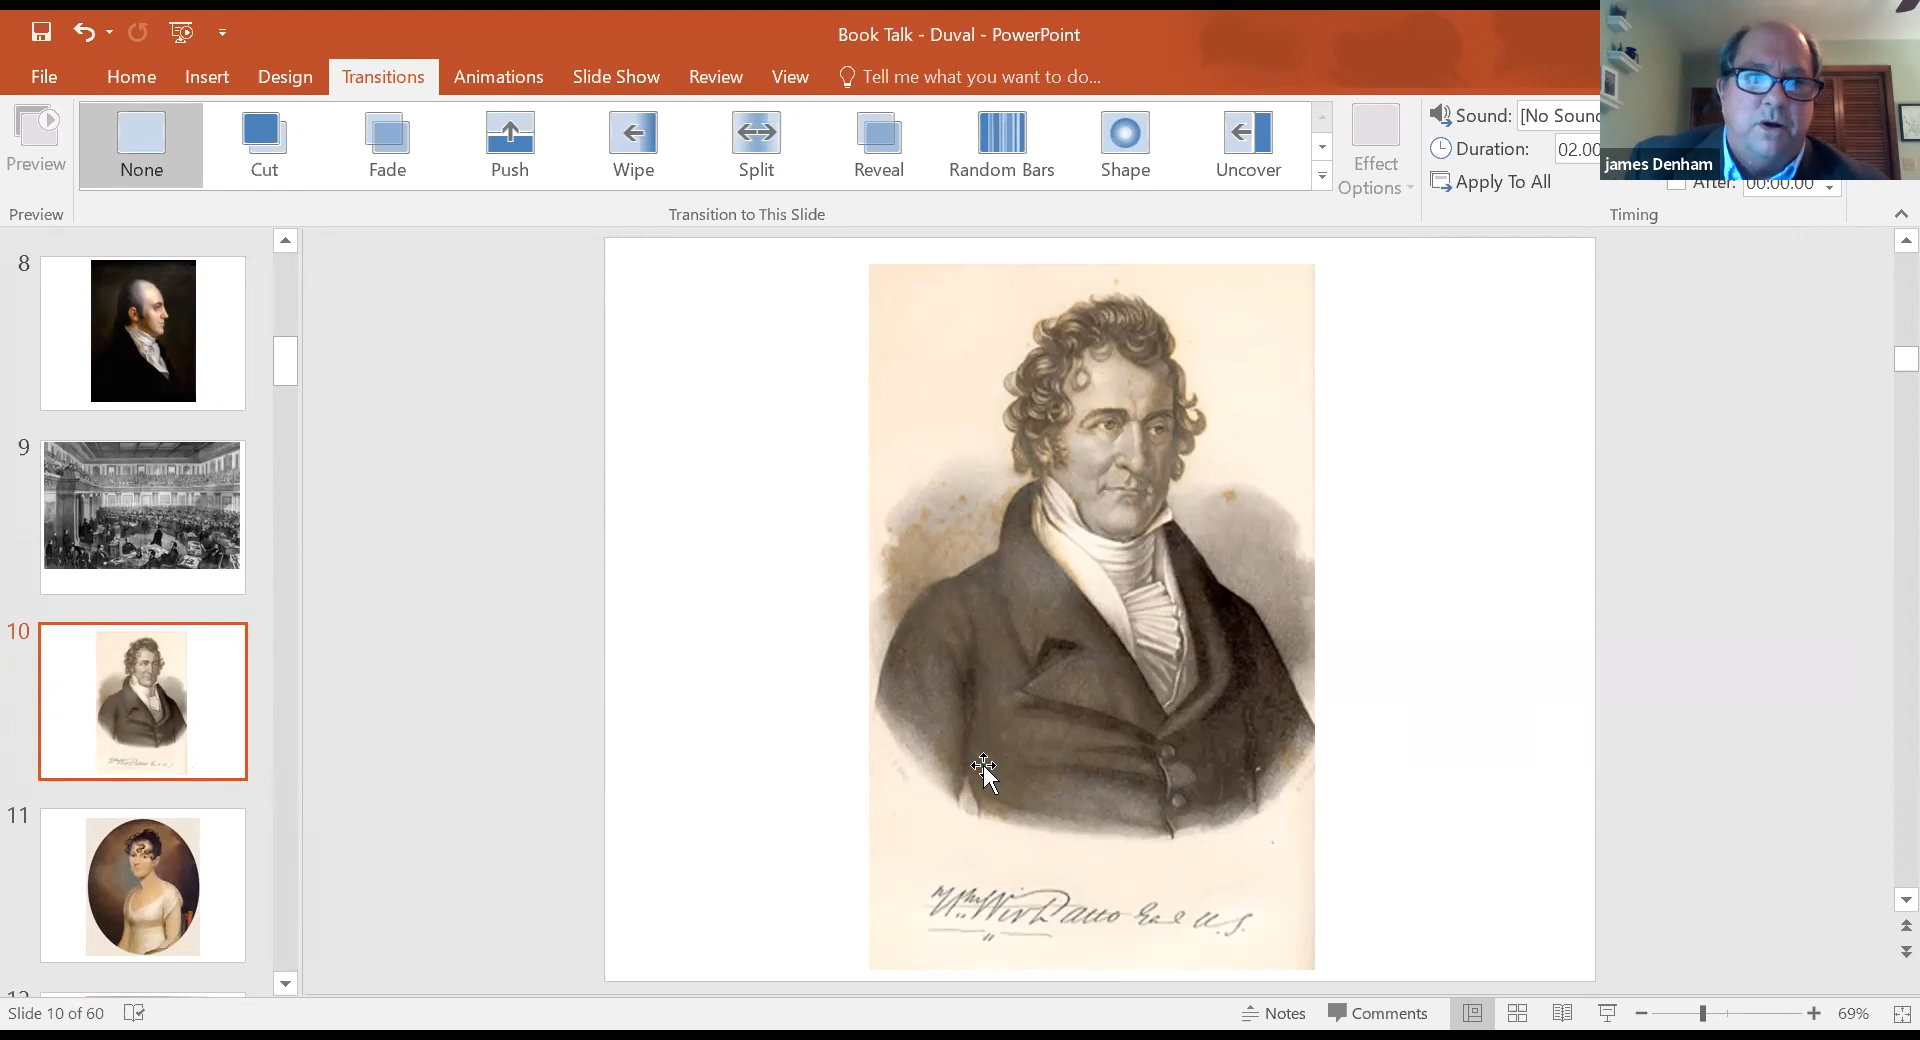 Book Talk - Duval - PowerPoint
File Home Insert Design Transitions Animations Slide Show Review View Tell me what you want to do...
Preview
None Cut Fade Push Wipe Split Reveal Random Bars Shape Uncover
Effect Options
Sound: [No Soun
Duration: 02.00
Apply To All
After: 00:00.00
james Denham
Preview Transition to This Slide Timing
8
9
10
11
Wirt
U.S.
Slide 10 of 60 Notes Comments 69%